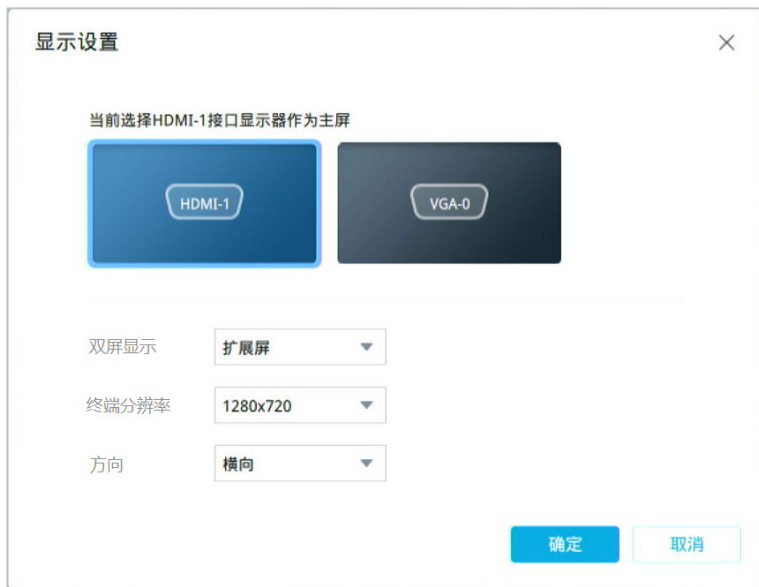 显示设置
当前选择HDMI-1接口显示器作为主屏
HDMI-1
VGA-0
双屏显示 扩展屏
终端分辨率 1280x720
方向 横向
确定 取消